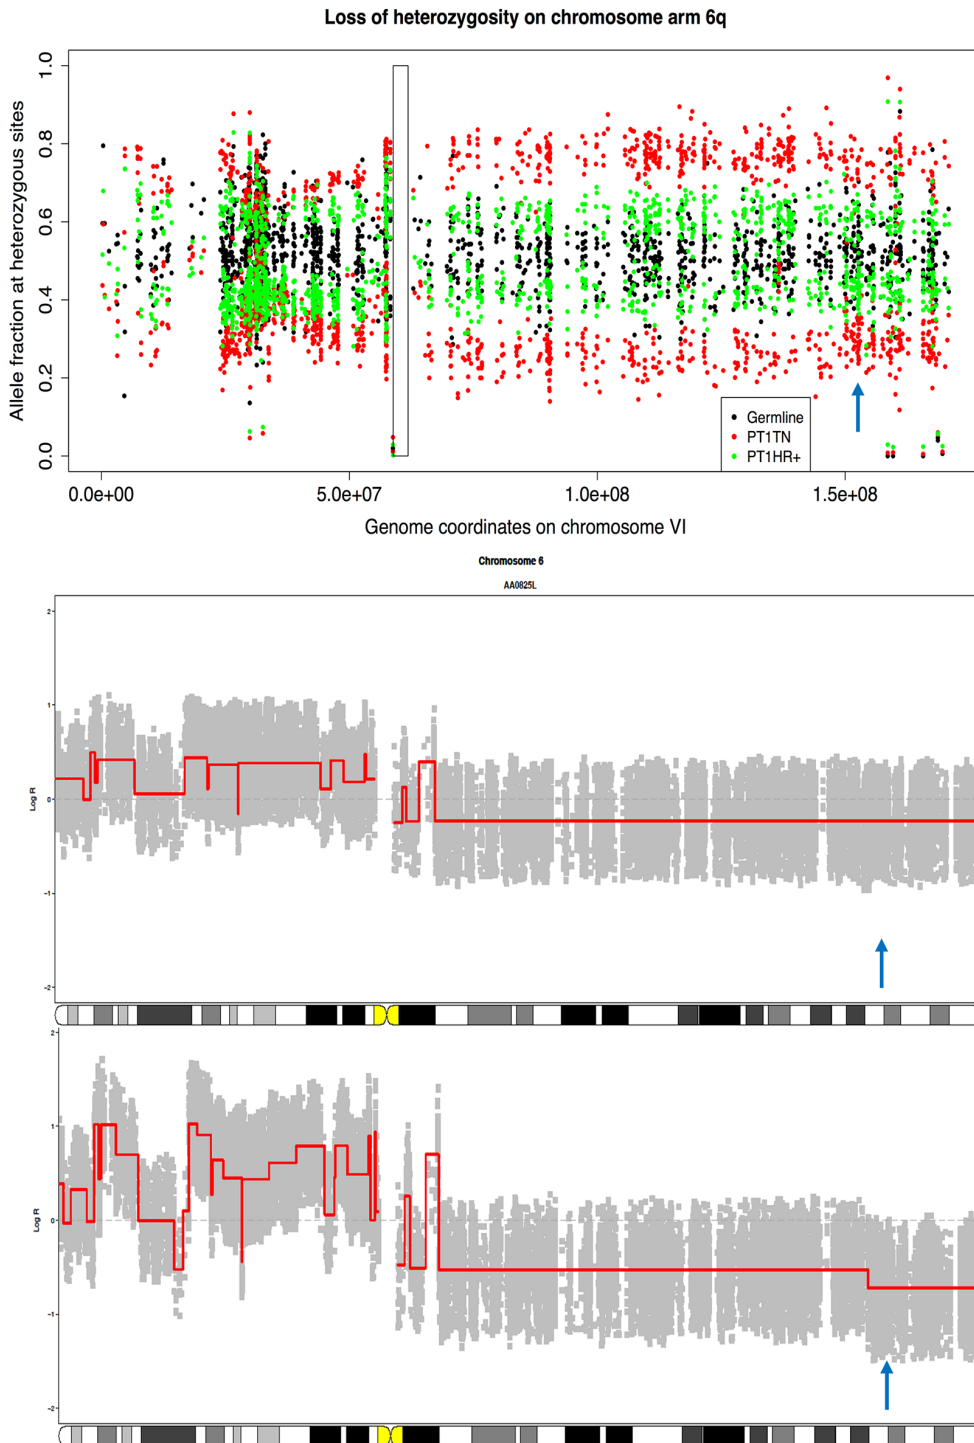 Loss of heterozygosity on chromosome arm 6q
Allele fraction at heterozygous sites
1.0
0.8
0.6
0.4
0.2
0.0
Germline
PT1TN
PT1HR+
0.0e+00 5.0e+07 1.0e+08 1.5e+08
Genome coordinates on chromosome VI
Chromosome 6
AA0825L
Log R
2
1
0
-1
-2
Log R
2
1
0
-1
-2